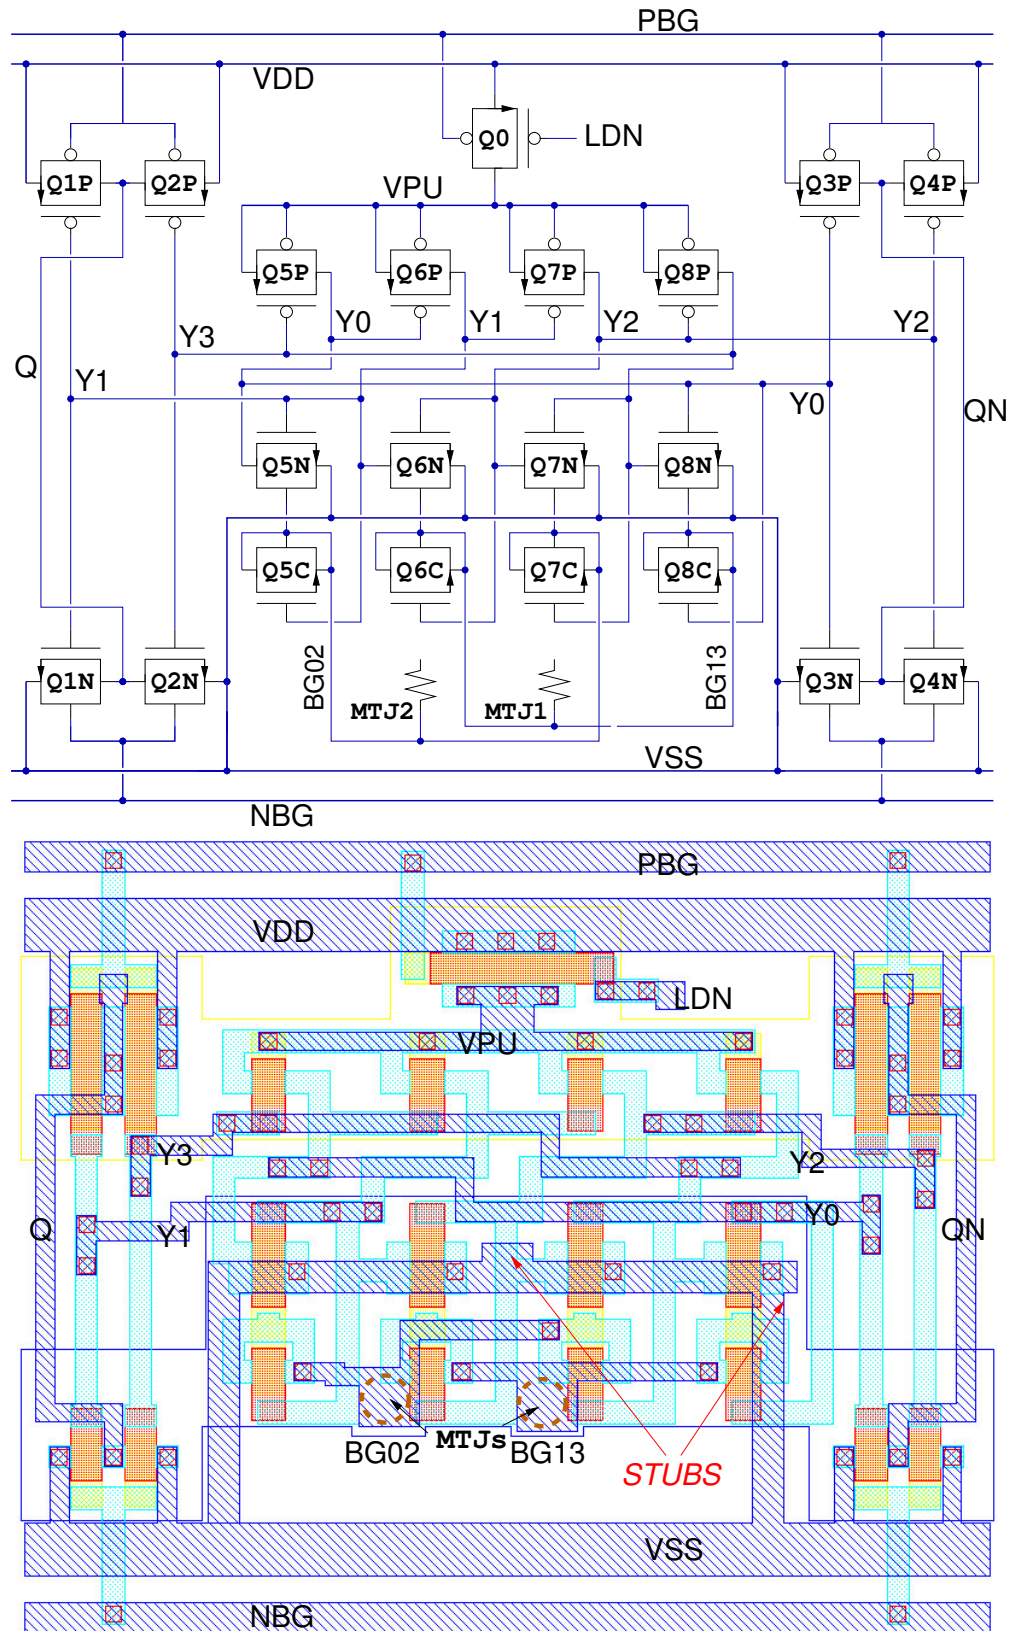 PBG
VDD
Q0 LDN
Q1P Q2P Q3P Q4P
VPU
Q5P Q6P Q7P Q8P
Y3 Y0 Y1 Y2 Y2
Q Y1 Y0 QN
Q5N Q6N Q7N Q8N
Q5C Q6C Q7C Q8C
BG02 BG13
Q1N Q2N MTJ2 MTJ1 Q3N Q4N
VSS
NBG
PBG
VDD
LDN
VPU
Y3 Y2
Q Y1 Y0 QN
MTJs
BG02 BG13
STUBS
VSS
NBG